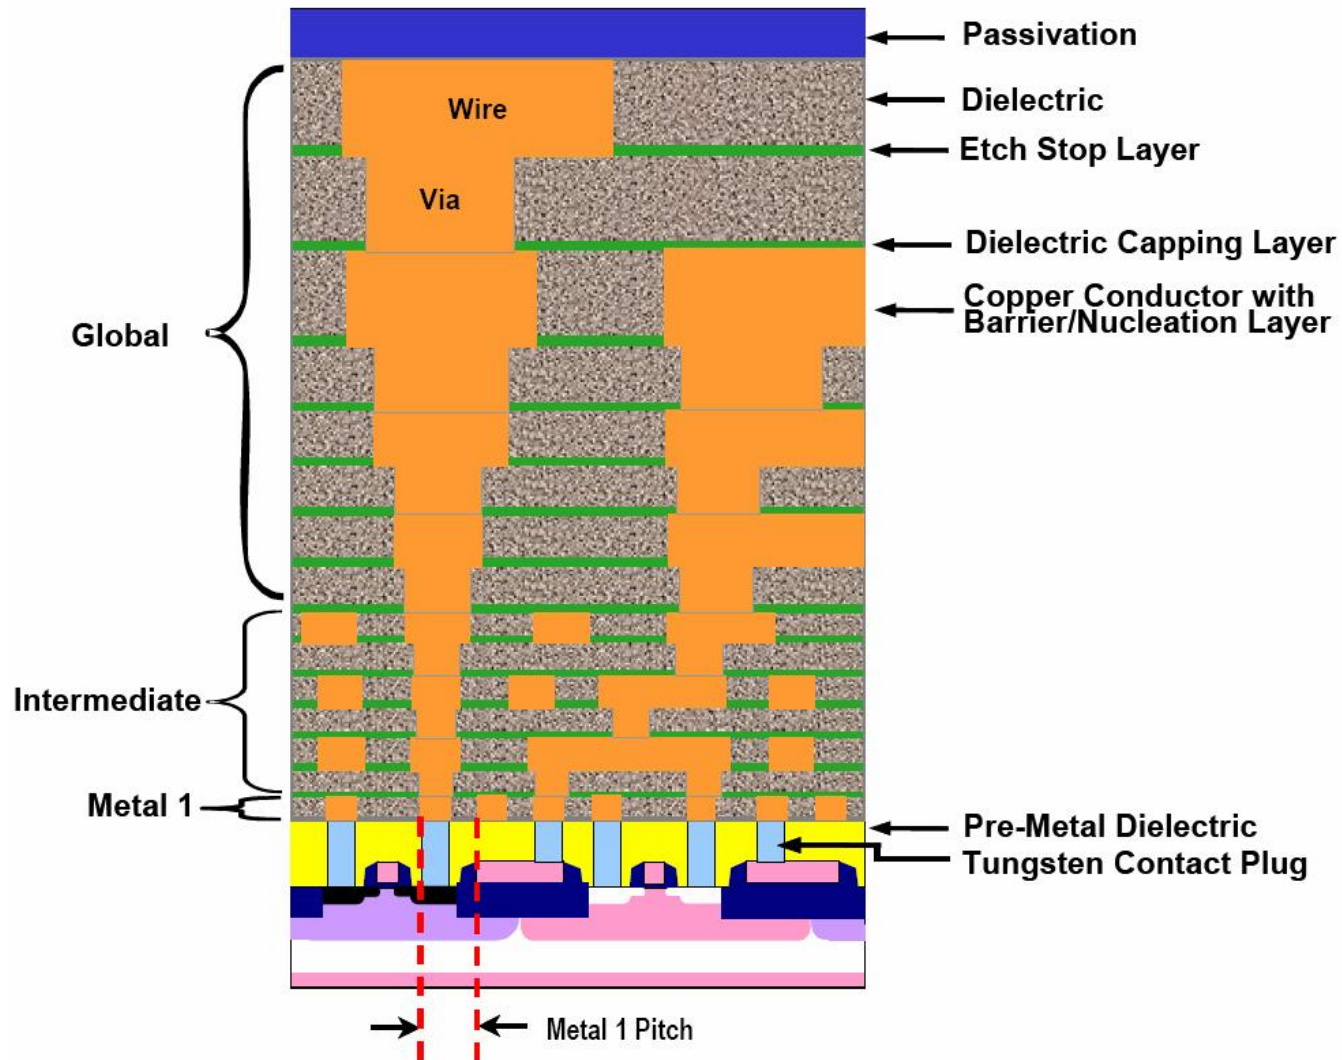 Passivation
Wire
Dielectric
Etch Stop Layer
Via
Dielectric Capping Layer
Copper Conductor with
Barrier/Nucleation Layer
Global
Intermediate
Metal 1
Pre-Metal Dielectric
Tungsten Contact Plug
Metal 1 Pitch